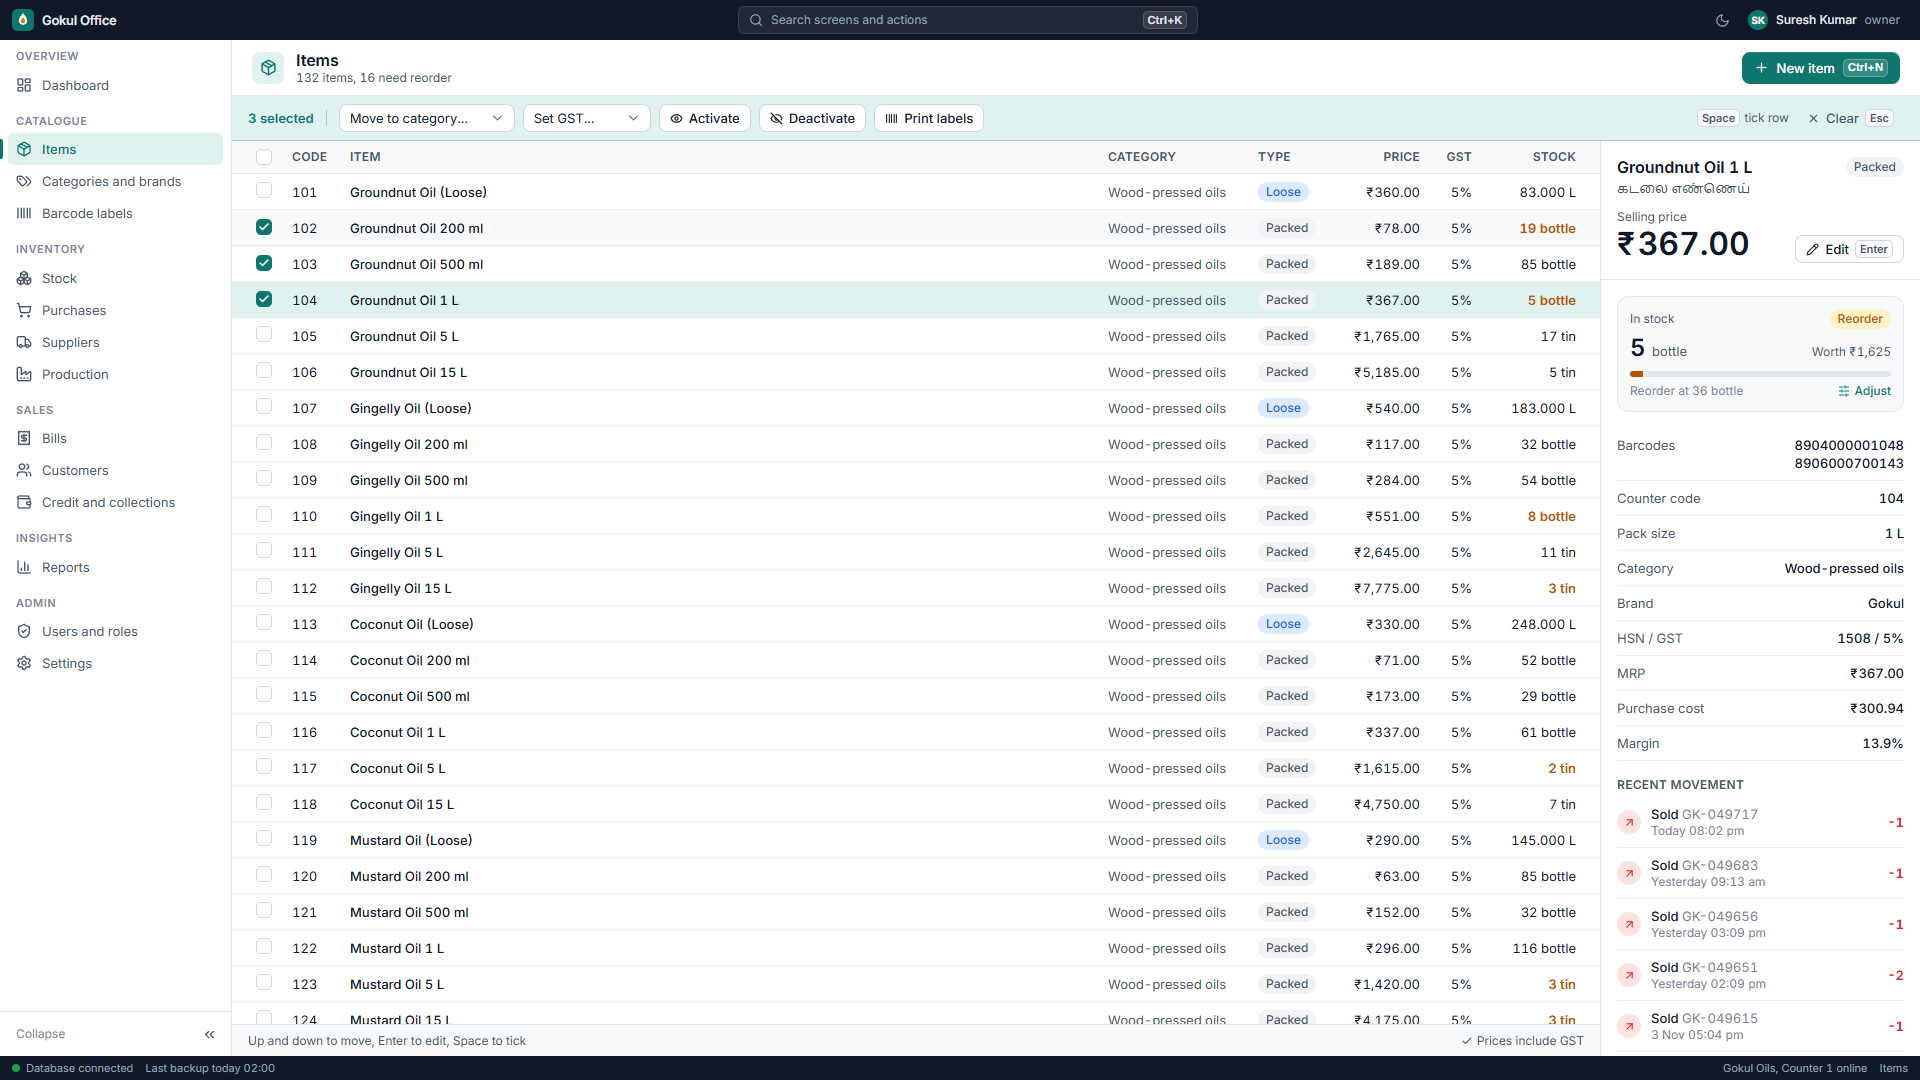 Gokul Office
Search screens and actions Ctrl+K
SK Suresh Kumar owner
OVERVIEW
Dashboard
CATALOGUE
Items
Categories and brands
Barcode labels
INVENTORY
Stock
Purchases
Suppliers
Production
SALES
Bills
Customers
Credit and collections
INSIGHTS
Reports
ADMIN
Users and roles
Settings
Collapse
Items
132 items, 16 need reorder
New item Ctrl+N
3 selected Move to category... Set GST... Activate Deactivate Print labels Space tick row Clear Esc
CODE ITEM CATEGORY TYPE PRICE GST STOCK
101 Groundnut Oil (Loose) Wood-pressed oils Loose ₹360.00 5% 83.000 L
102 Groundnut Oil 200 ml Wood-pressed oils Packed ₹78.00 5% 19 bottle
103 Groundnut Oil 500 ml Wood-pressed oils Packed ₹189.00 5% 85 bottle
104 Groundnut Oil 1 L Wood-pressed oils Packed ₹367.00 5% 5 bottle
105 Groundnut Oil 5 L Wood-pressed oils Packed ₹1,765.00 5% 17 tin
106 Groundnut Oil 15 L Wood-pressed oils Packed ₹5,185.00 5% 5 tin
107 Gingelly Oil (Loose) Wood-pressed oils Loose ₹540.00 5% 183.000 L
108 Gingelly Oil 200 ml Wood-pressed oils Packed ₹117.00 5% 32 bottle
109 Gingelly Oil 500 ml Wood-pressed oils Packed ₹284.00 5% 54 bottle
110 Gingelly Oil 1 L Wood-pressed oils Packed ₹551.00 5% 8 bottle
111 Gingelly Oil 5 L Wood-pressed oils Packed ₹2,645.00 5% 11 tin
112 Gingelly Oil 15 L Wood-pressed oils Packed ₹7,775.00 5% 3 tin
113 Coconut Oil (Loose) Wood-pressed oils Loose ₹330.00 5% 248.000 L
114 Coconut Oil 200 ml Wood-pressed oils Packed ₹71.00 5% 52 bottle
115 Coconut Oil 500 ml Wood-pressed oils Packed ₹173.00 5% 29 bottle
116 Coconut Oil 1 L Wood-pressed oils Packed ₹337.00 5% 61 bottle
117 Coconut Oil 5 L Wood-pressed oils Packed ₹1,615.00 5% 2 tin
118 Coconut Oil 15 L Wood-pressed oils Packed ₹4,750.00 5% 7 tin
119 Mustard Oil (Loose) Wood-pressed oils Loose ₹290.00 5% 145.000 L
120 Mustard Oil 200 ml Wood-pressed oils Packed ₹63.00 5% 85 bottle
121 Mustard Oil 500 ml Wood-pressed oils Packed ₹152.00 5% 32 bottle
122 Mustard Oil 1 L Wood-pressed oils Packed ₹296.00 5% 116 bottle
123 Mustard Oil 5 L Wood-pressed oils Packed ₹1,420.00 5% 3 tin
124 Mustard Oil 15 L Wood-pressed oils Packed ₹4,175.00 5% 3 tin
Up and down to move, Enter to edit, Space to tick Prices include GST
Groundnut Oil 1 L Packed
கடலை எண்ணெய்
Selling price
₹367.00 Edit Enter
In stock Reorder
5 bottle Worth ₹1,625
Reorder at 36 bottle Adjust
Barcodes 8904000001048
8906000700143
Counter code 104
Pack size 1 L
Category Wood-pressed oils
Brand Gokul
HSN / GST 1508 / 5%
MRP ₹367.00
Purchase cost ₹300.94
Margin 13.9%
RECENT MOVEMENT
Sold GK-049717 -1
Today 08:02 pm
Sold GK-049683 -1
Yesterday 09:13 am
Sold GK-049656 -1
Yesterday 03:09 pm
Sold GK-049651 -2
Yesterday 02:09 pm
Sold GK-049615 -1
3 Nov 05:04 pm
Database connected Last backup today 02:00 Gokul Oils, Counter 1 online Items